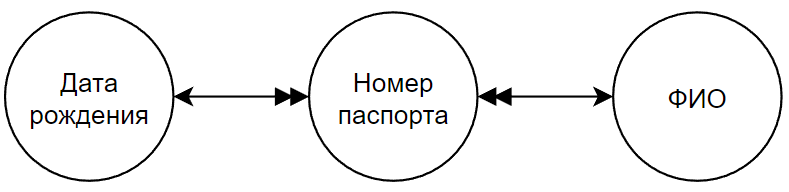 Дата
рождения
Номер
паспорта
ФИО